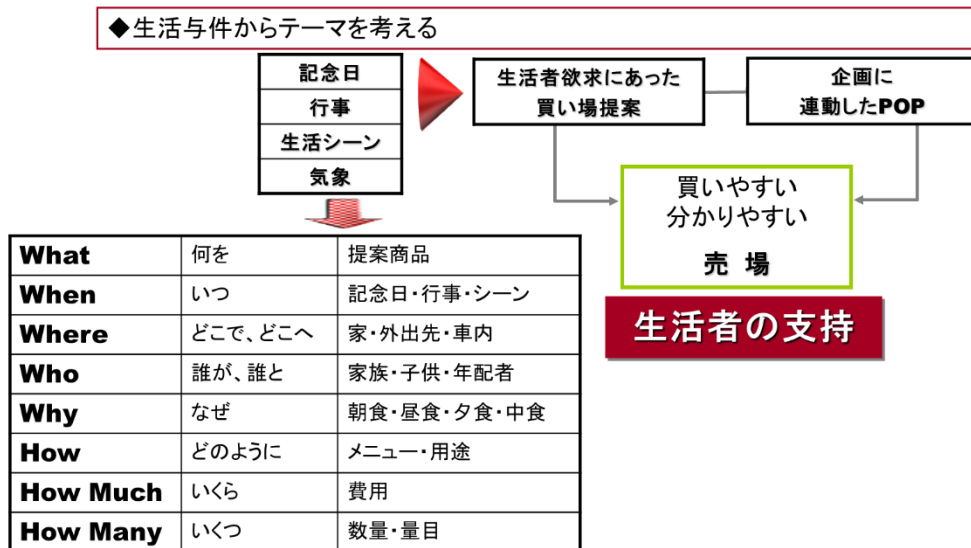 ◆生活与件からテーマを考える
記念日
行事
生活シーン
気象
生活者欲求にあった
買い場提案
企画に
連動したPOP
買いやすい
分かりやすい
売 場
生活者の支持
What 何を 提案商品
When いつ 記念日・行事・シーン
Where どこで、どこへ 家・外出先・車内
Who 誰が、誰と 家族・子供・年配者
Why なぜ 朝食・昼食・夕食・中食
How どのように メニュー・用途
How Much いくら 費用
How Many いくつ 数量・量目